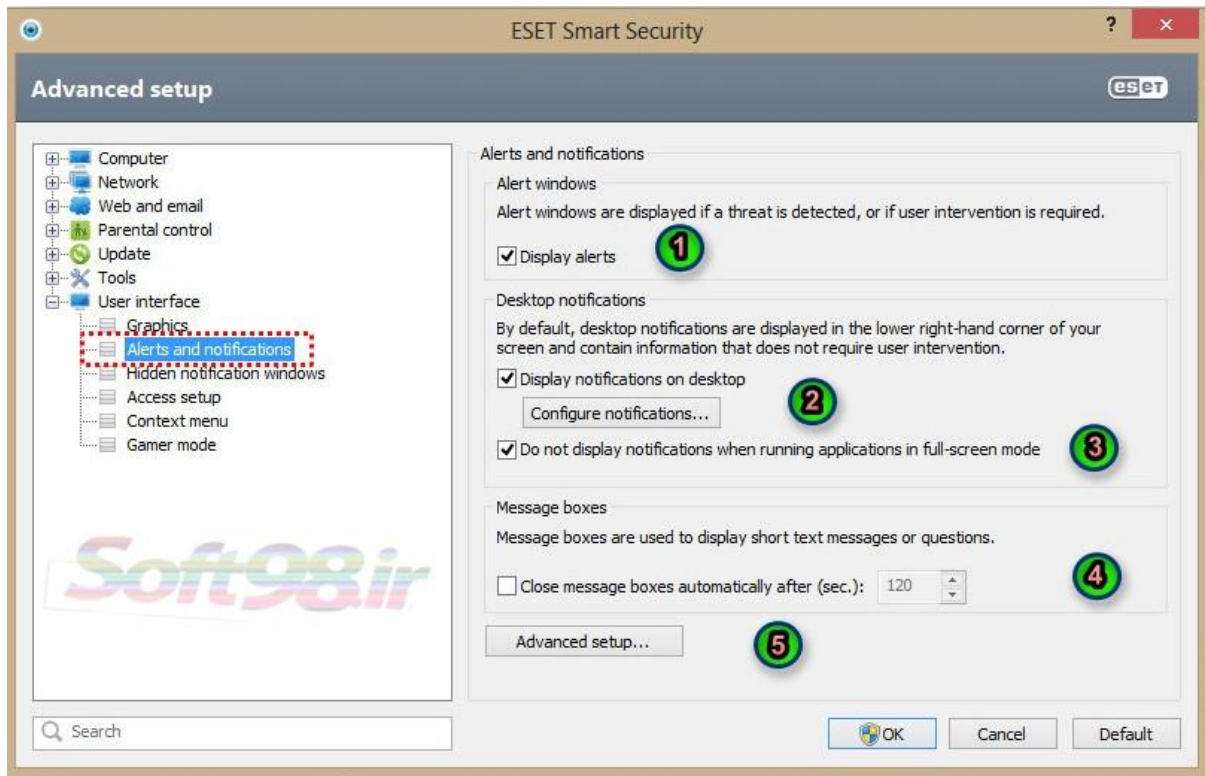 ESET Smart Security
?
Advanced setup
eset
Computer
Network
Web and email
Parental control
Update
Tools
User interface
Graphics
Alerts and notifications
Hidden notification windows
Access setup
Context menu
Gamer mode
Soft98.ir
Search
Alerts and notifications
Alert windows
Alert windows are displayed if a threat is detected, or if user intervention is required.
Display alerts
1
Desktop notifications
By default, desktop notifications are displayed in the lower right-hand corner of your
screen and contain information that does not require user intervention.
Display notifications on desktop
2
Configure notifications...
Do not display notifications when running applications in full-screen mode
3
Message boxes
Message boxes are used to display short text messages or questions.
Close message boxes automatically after (sec.): 120
4
Advanced setup...
5
OK Cancel Default